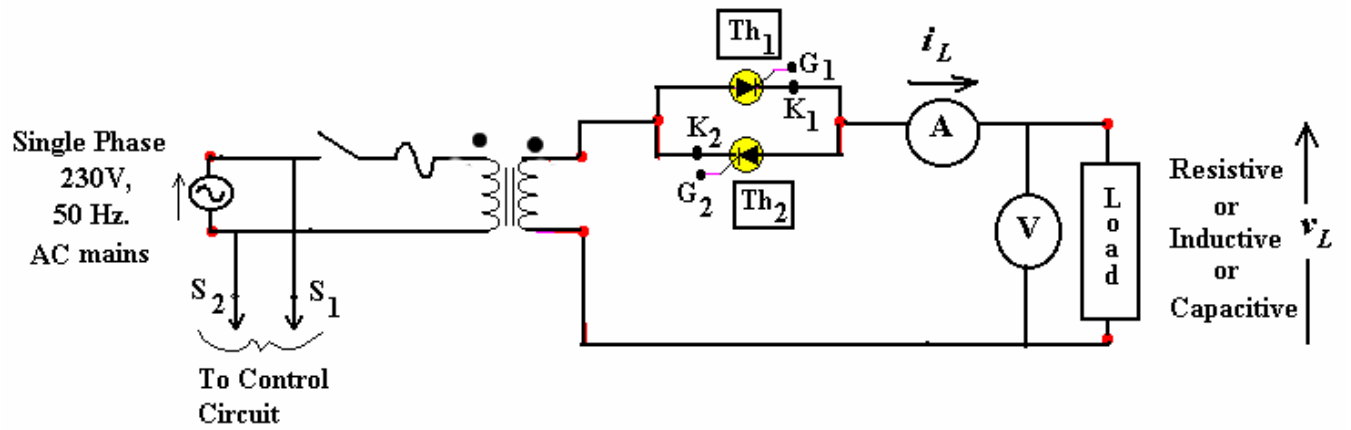 Single Phase
230V,
50 Hz.
AC mains
S2
S1
To Control
Circuit
Th1
G1
K1
K2
G2
Th2
iL
A
V
Load
Resistive
or
Inductive
or
Capacitive
vL